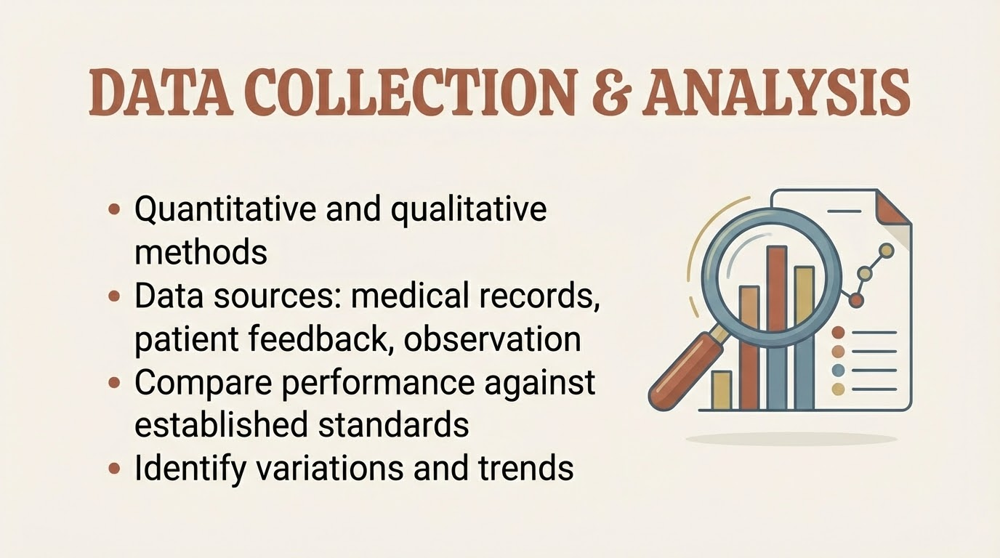 DATA COLLECTION & ANALYSIS
• Quantitative and qualitative
methods
• Data sources: medical records,
patient feedback, observation
• Compare performance against
established standards
• Identify variations and trends